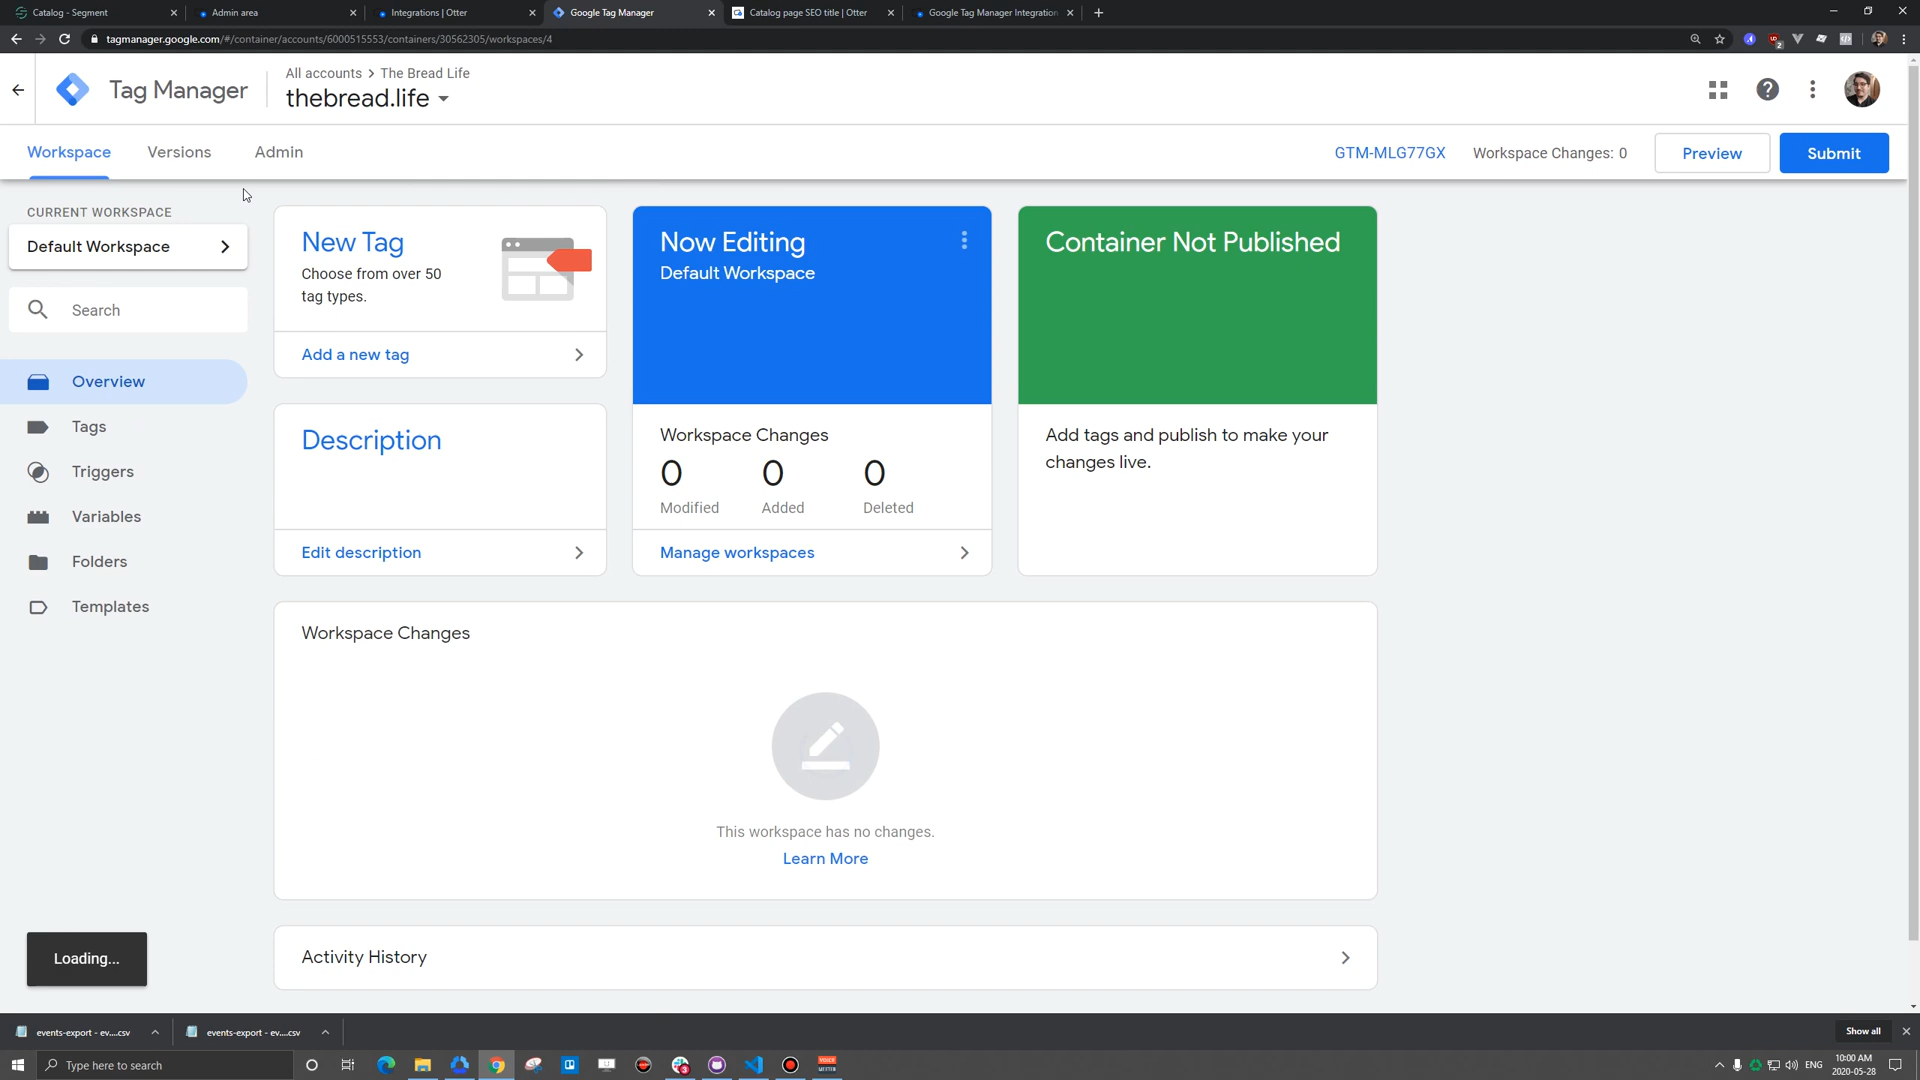 Catalog - Segment
Admin area
Integrations | Otter
Google Tag Manager
Catalog page SEO title | Otter
Google Tag Manager Integration
tagmanager.google.com/#/container/accounts/6000515553/containers/30562305/workspaces/4
2
Tag Manager
All accounts > The Bread Life
thebread.life
Workspace
Versions
Admin
GTM-MLG77GX
Workspace Changes: 0
Preview
Submit
CURRENT WORKSPACE
Default Workspace
Search
Overview
Tags
Triggers
Variables
Folders
Templates
New Tag
Choose from over 50
tag types.
Add a new tag
Description
Edit description
Now Editing
Default Workspace
Workspace Changes
0 0 0
Modified Added Deleted
Manage workspaces
Container Not Published
Add tags and publish to make your
changes live.
Workspace Changes
This workspace has no changes.
Learn More
Activity History
Loading...
events-export - ev....csv
events-export - ev....csv
Show all
Type here to search
3
ENG
10:00 AM
2020-05-28